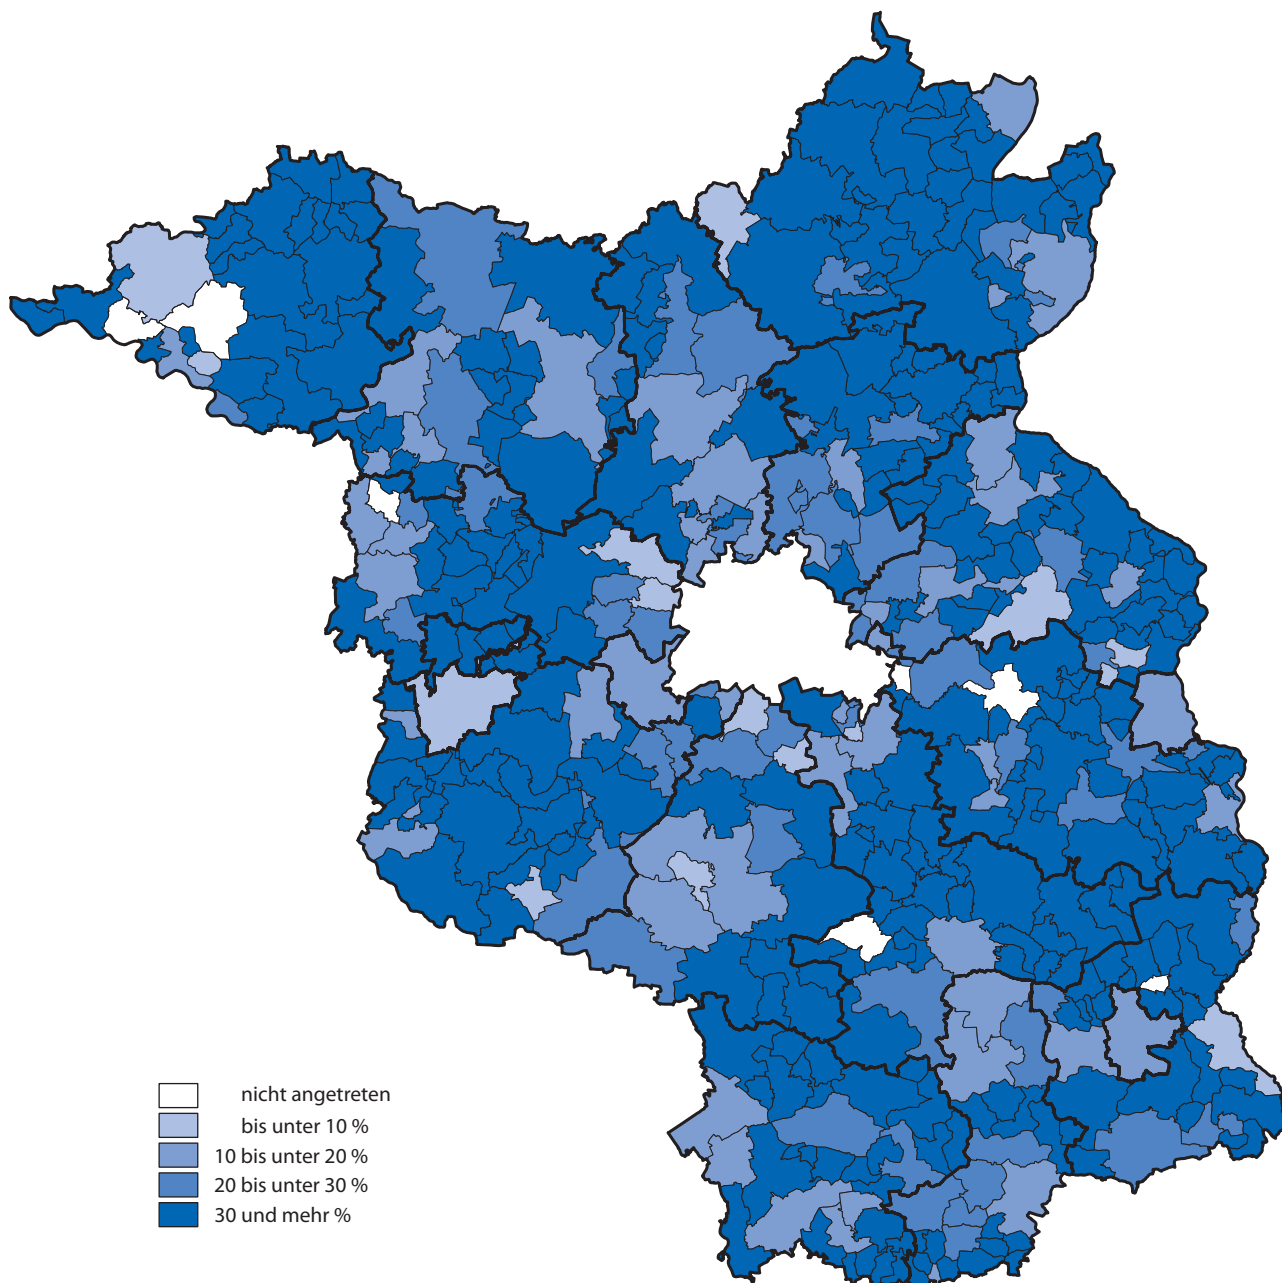 nicht angetreten
bis unter 10 %
10 bis unter 20 %
20 bis unter 30 %
30 und mehr %